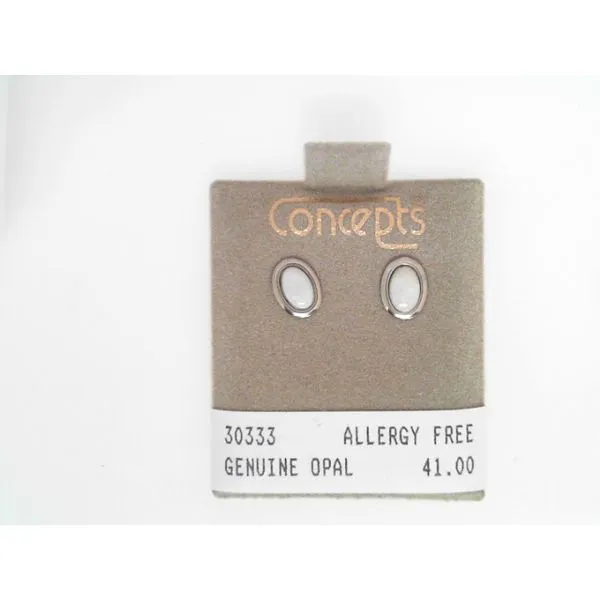 Concepts
30333 ALLERGY FREE
GENUINE OPAL 41.00